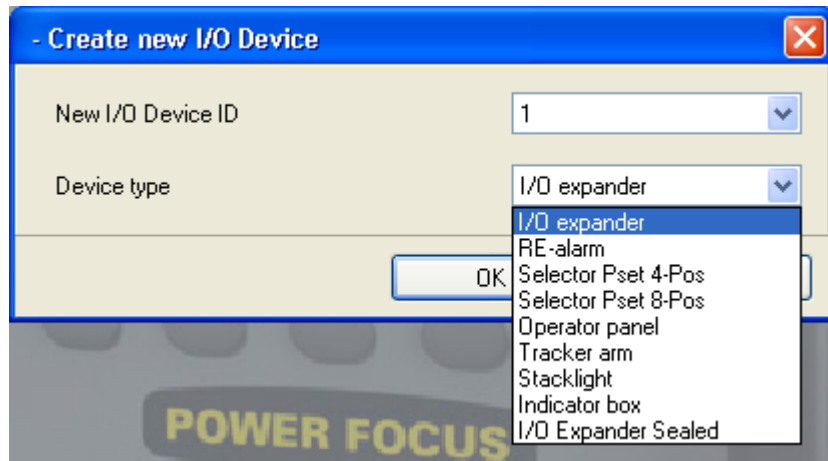 - Create new I/O Device
New I/O Device ID
1
Device type
I/O expander
I/O expander
RE-alarm
OK
Selector Pset 4-Pos
Selector Pset 8-Pos
Operator panel
Tracker arm
Stacklight
Indicator box
I/O Expander Sealed
POWER FOCUS